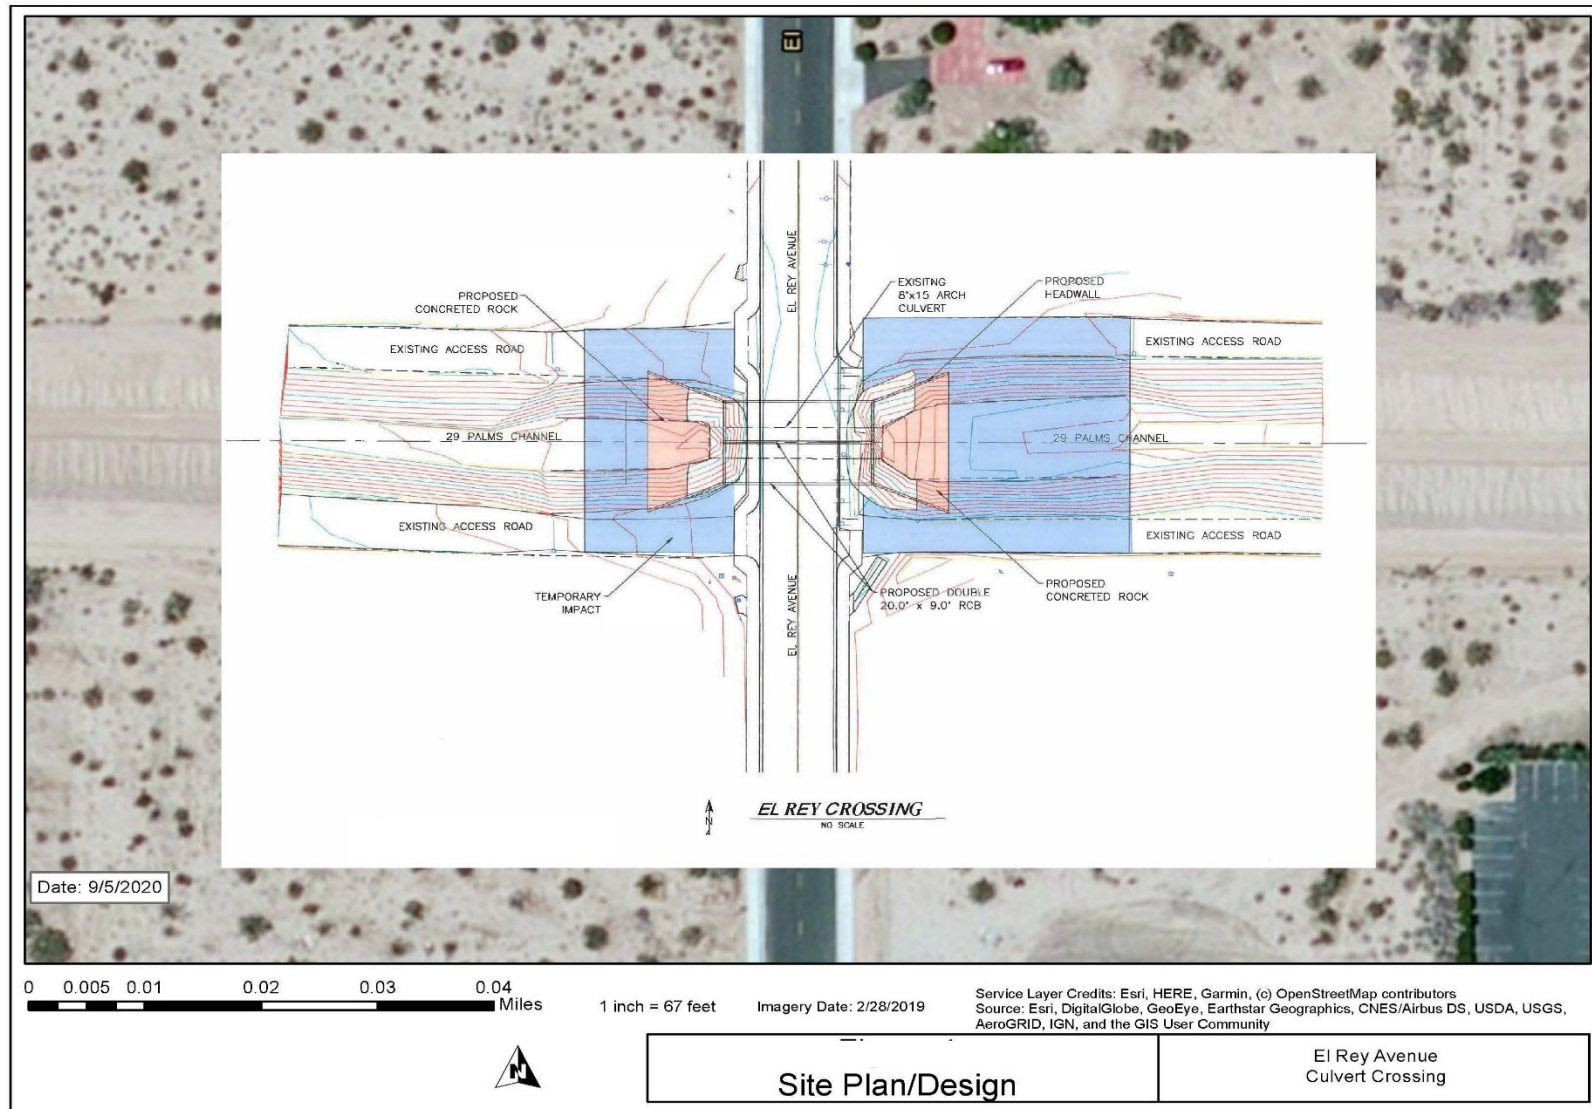 El
EL REY AVENUE
PROPOSED
CONCRETED ROCK
EXISITNG
8'x15 ARCH
CULVERT
PROPOSED
HEADWALL
EXISTING ACCESS ROAD
EXISTING ACCESS ROAD
29 PALMS CHANNEL
29 PALMS CHANNEL
EXISTING ACCESS ROAD
EXISTING ACCESS ROAD
TEMPORARY
IMPACT
EL REY AVENUE
PROPOSED DOUBLE
20.0' x 9.0' RCB
PROPOSED
CONCRETED ROCK
N
EL REY CROSSING
NO SCALE
Date: 9/5/2020
0 0.005 0.01 0.02 0.03 0.04
Miles
1 inch = 67 feet
Imagery Date: 2/28/2019
Service Layer Credits: Esri, HERE, Garmin, (c) OpenStreetMap contributors
Source: Esri, DigitalGlobe, GeoEye, Earthstar Geographics, CNES/Airbus DS, USDA, USGS,
AeroGRID, IGN, and the GIS User Community
N
Site Plan/Design
El Rey Avenue
Culvert Crossing